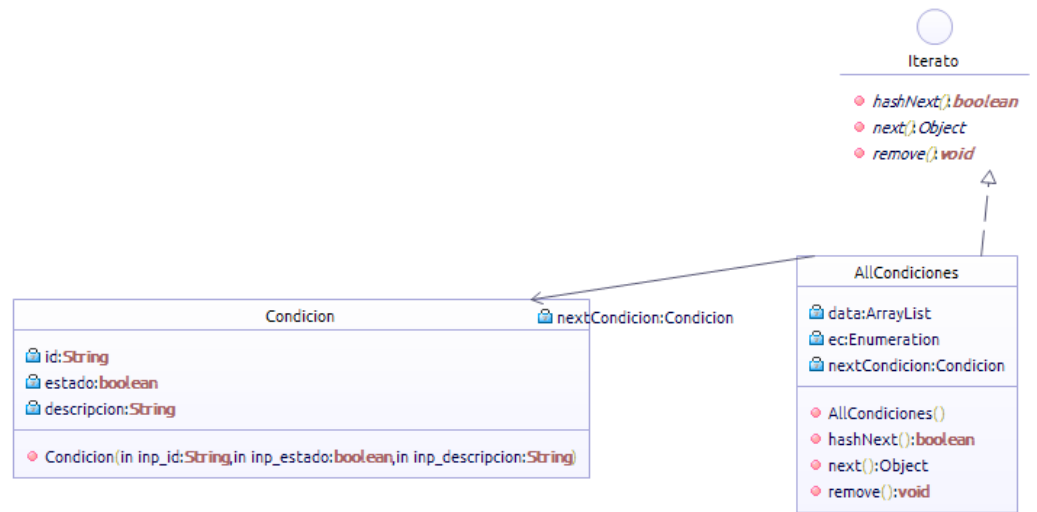 Iterato
hashNext():boolean
next():Object
remove():void
AllCondiciones
data:ArrayList
ec:Enumeration
nextCondicion:Condicion
AllCondiciones()
hashNext():boolean
next():Object
remove():void
nextCondicion:Condicion
Condicion
id:String
estado:boolean
descripcion:String
Condicion(in inp_id:String,in inp_estado:boolean,in inp_descripcion:String)